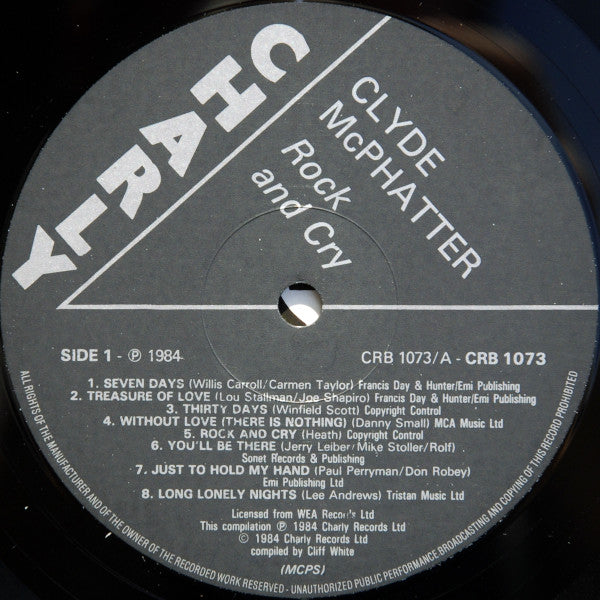 CHARLY
CLYDE
McPHATTER
Rock
and Cry
SIDE 1 - Ⓟ 1984
CRB 1073/A - CRB 1073
1. SEVEN DAYS (Willis Carroll/Carmen Taylor) Francis Day & Hunter/Emi Publishing
2. TREASURE OF LOVE (Lou Stallman/Joe Shapiro) Francis Day & Hunter/Emi Publishing
3. THIRTY DAYS (Winfield Scott) Copyright Control
4. WITHOUT LOVE (THERE IS NOTHING) (Danny Small) MCA Music Ltd
5. ROCK AND CRY (Heath) Copyright Control
6. YOU'LL BE THERE (Jerry Leiber/Mike Stoller/Rolf)
Sonet Records & Publishing
7. JUST TO HOLD MY HAND (Paul Perryman/Don Robey)
Emi Publishing Ltd
8. LONG LONELY NIGHTS (Lee Andrews) Tristan Music Ltd
Licensed from WEA Records Ltd
This compilation Ⓟ 1984 Charly Records Ltd
© 1984 Charly Records Ltd
compiled by Cliff White
(MCPS)
ALL RIGHTS OF THE MANUFACTURER AND OF THE OWNER OF THE RECORDED WORK RESERVED - UNAUTHORIZED PUBLIC PERFORMANCE BROADCASTING AND COPYING OF THIS RECORD PROHIBITED